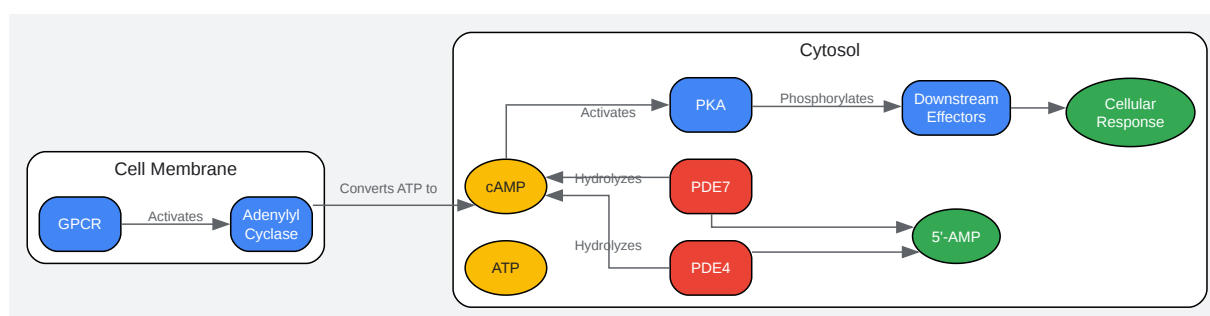 Cytosol
PKA
Activates
Phosphorylates
Downstream
Effectors
Cellular
Response
Cell Membrane
GPCR
Activates
Adenylyl
Cyclase
Converts ATP to
cAMP
Hydrolyzes
PDE7
Hydrolyzes
5'-AMP
ATP
PDE4